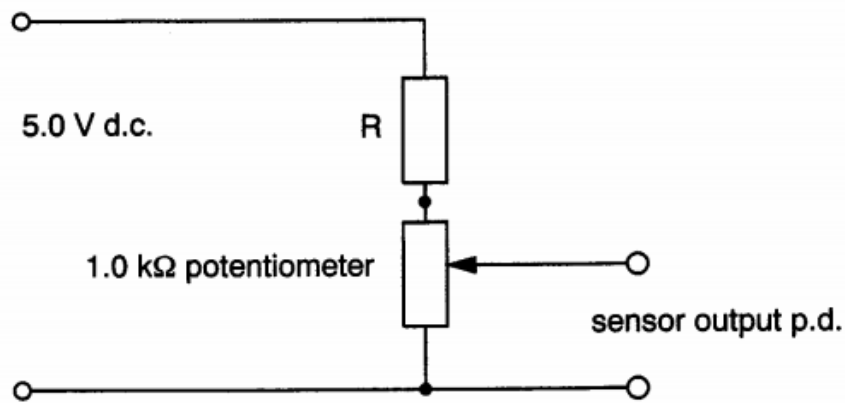 5.0 V d.c.
R
1.0 kΩ potentiometer
sensor output p.d.